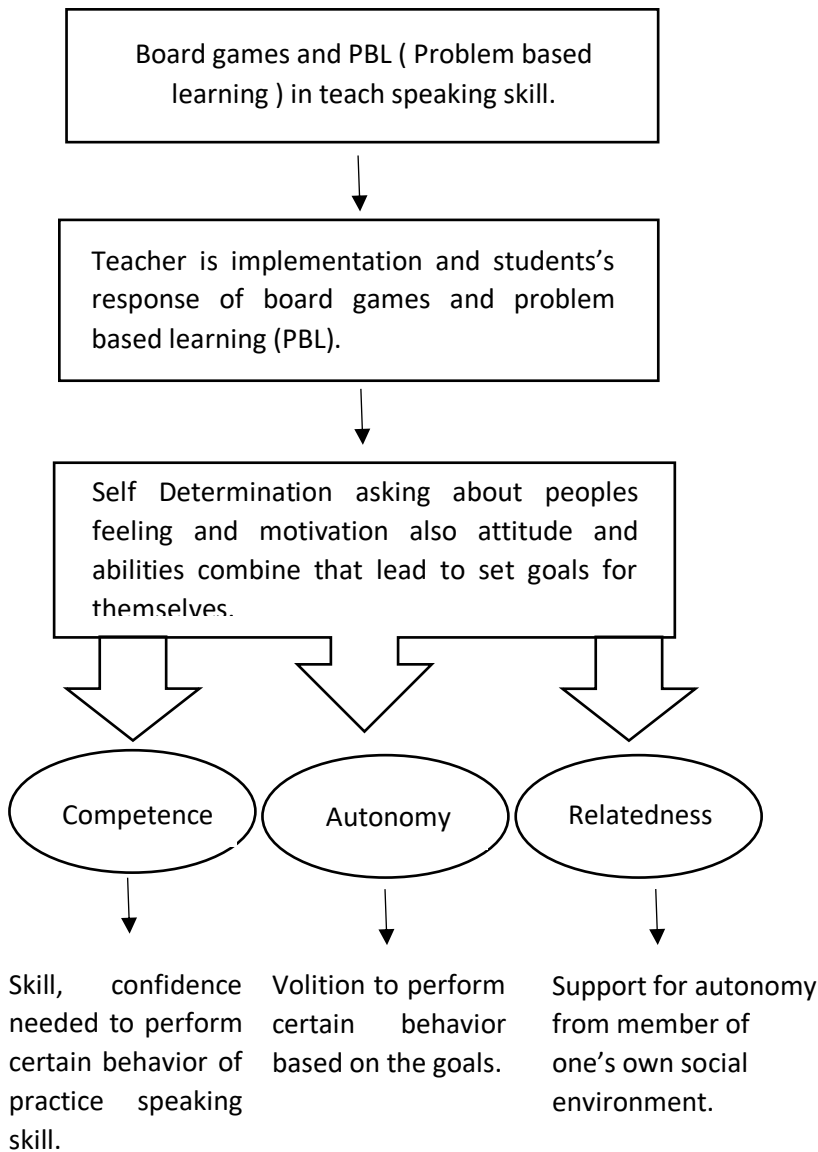 Board games and PBL ( Problem based
learning ) in teach speaking skill.
Teacher is implementation and students's
response of board games and problem
based learning (PBL).
Self Determination asking about peoples
feeling and motivation also attitude and
abilities combine that lead to set goals for
themselves.
Competence
Autonomy
Relatedness
Skill, confidence
needed to perform
certain behavior of
practice speaking
skill.
Volition to perform
certain behavior
based on the goals.
Support for autonomy
from member of
one's own social
environment.